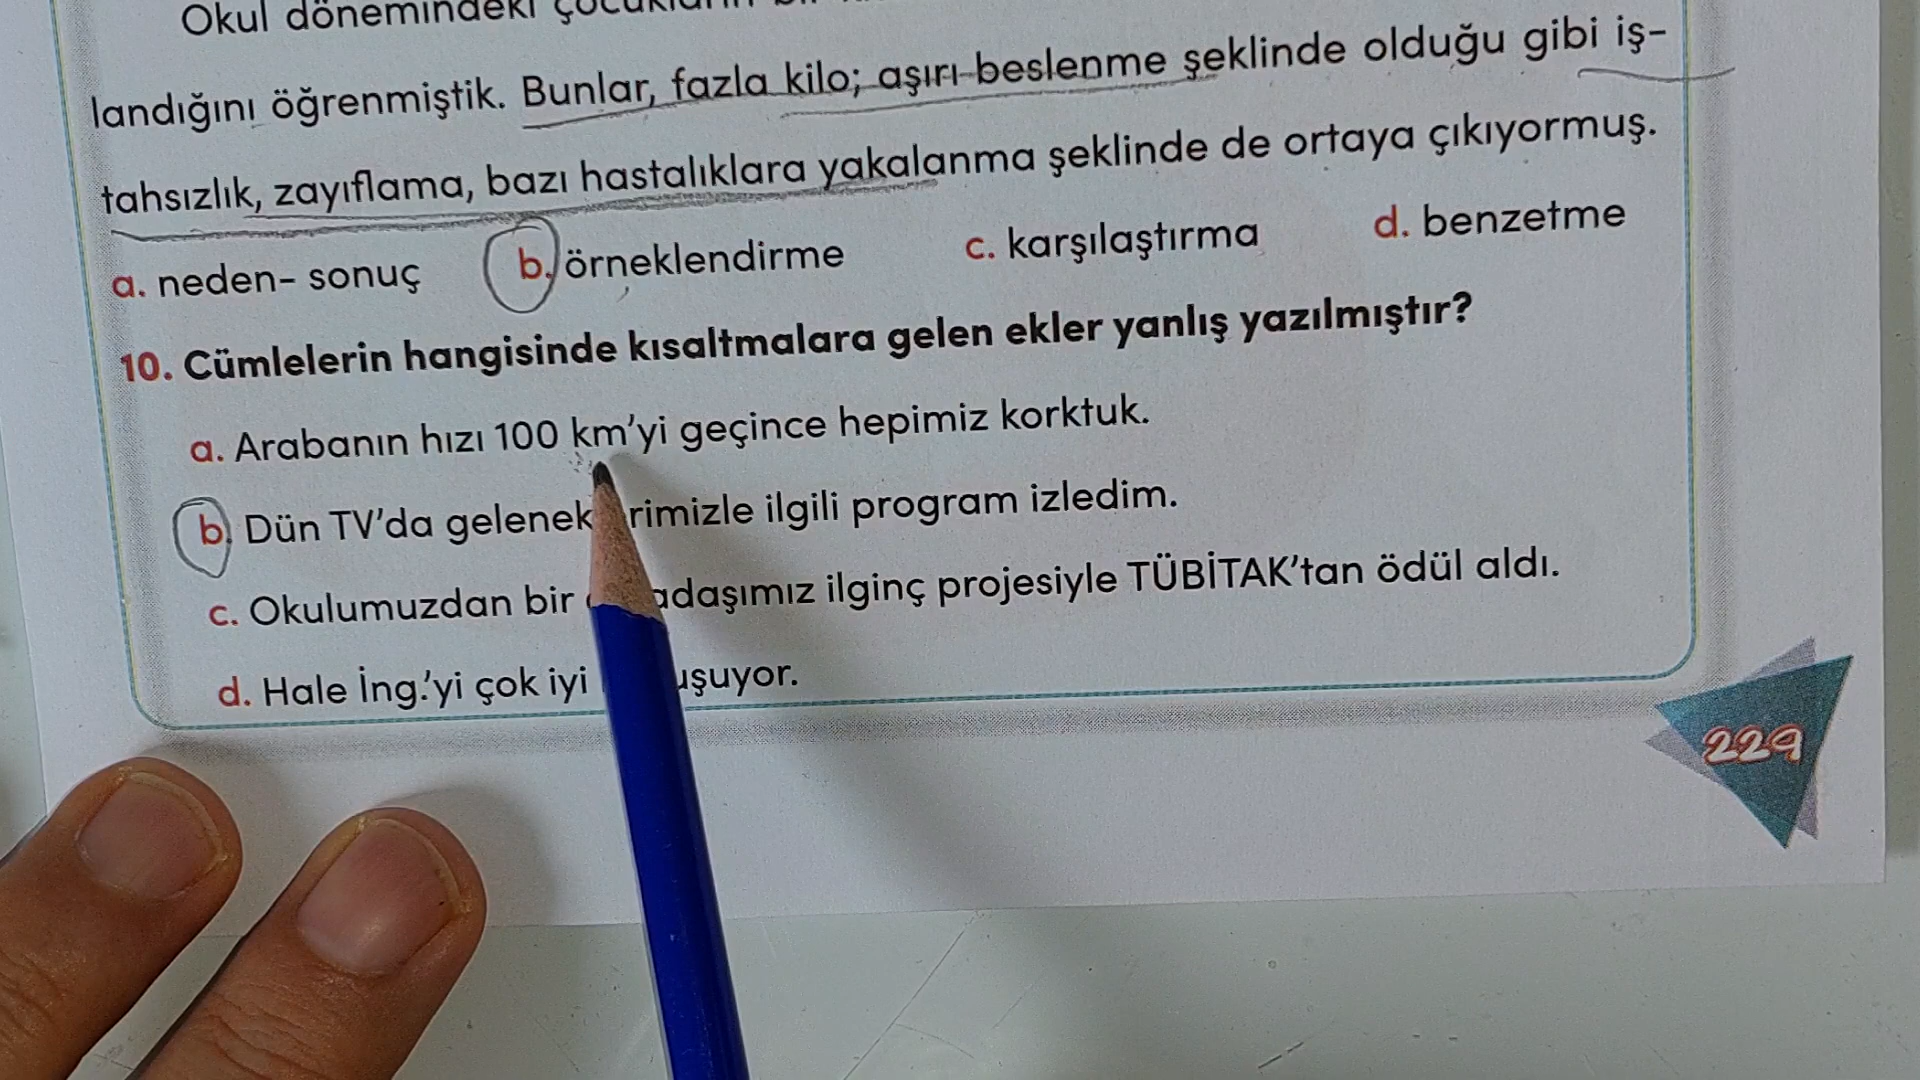 Okul dönemindeki çocukların
landığını öğrenmiştik. Bunlar, fazla kilo; aşırı beslenme şeklinde olduğu gibi iş-
tahsızlık, zayıflama, bazı hastalıklara yakalanma şeklinde de ortaya çıkıyormuş.
a. neden- sonuç b. örneklendirme c. karşılaştırma d. benzetme
10. Cümlelerin hangisinde kısaltmalara gelen ekler yanlış yazılmıştır?
a. Arabanın hızı 100 km'yi geçince hepimiz korktuk.
b. Dün TV'da gelenek rimizle ilgili program izledim.
c. Okulumuzdan bir adaşımız ilginç projesiyle TÜBİTAK'tan ödül aldı.
d. Hale İng.'yi çok iyi uşuyor.
229